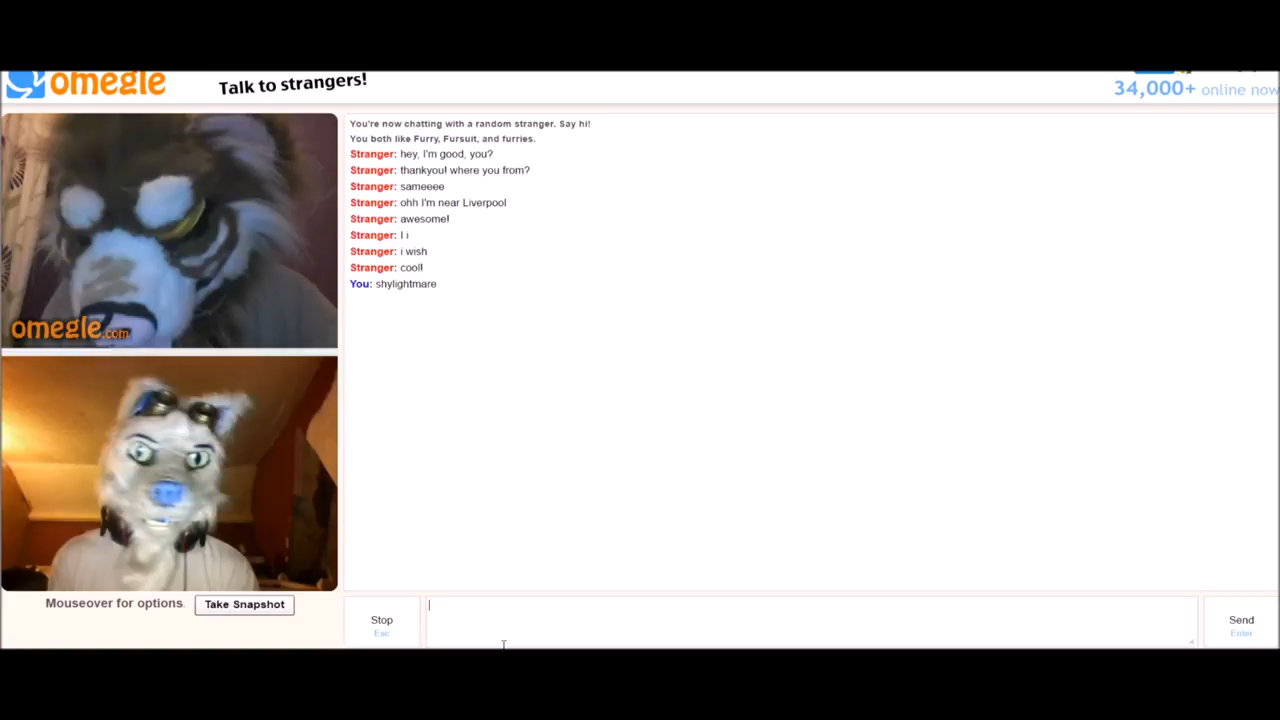 omegle
Talk to strangers!
34,000+ online now
You're now chatting with a random stranger. Say hi!
You both like Furry, Fursuit, and furries.
Stranger: hey, I'm good, you?
Stranger: thankyou! where you from?
Stranger: sameeee
Stranger: ohh I'm near Liverpool
Stranger: awesome!
Stranger: I i
Stranger: i wish
Stranger: cool!
You: shylightmare
omegle.com
Mouseover for options.
Take Snapshot
Stop
Esc
Send
Enter